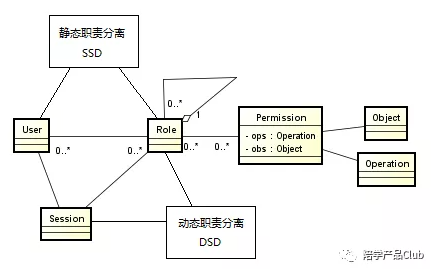 静态职责分离
SSD
0..*
1
User
Role
Permission
- ops : Operation
- obs : Object
Object
0..*
0..*
0..*
0..*
Operation
Session
动态职责分离
DSD
陪学产品Club